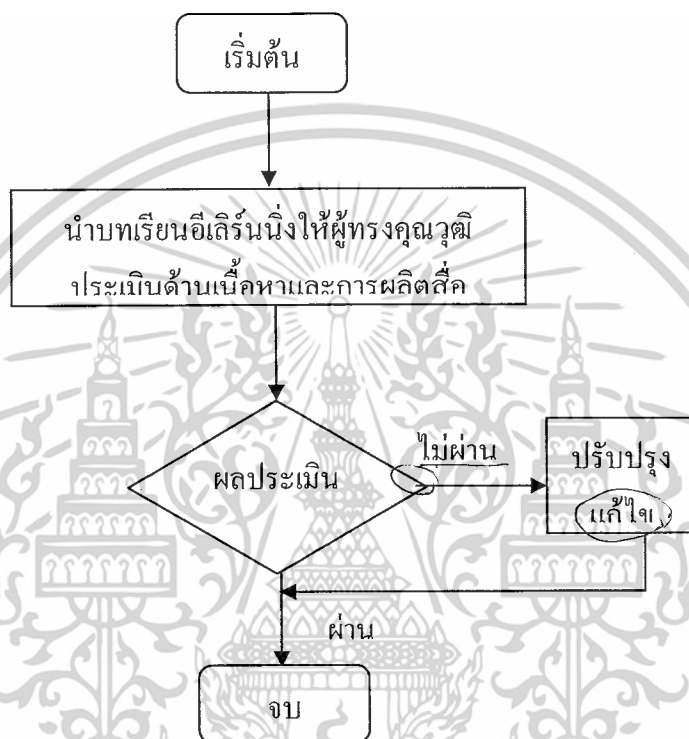 เริ่มต้น
นำบทเรียนอีเลิร์นนิ่งให้ผู้ทรงคุณวุฒิ
ประเมินด้านเนื้อหาและการผลิตสื่อ
ผลประเมิน
ไม่ผ่าน
ปรับปรุง
แก้ไข
ผ่าน
จบ